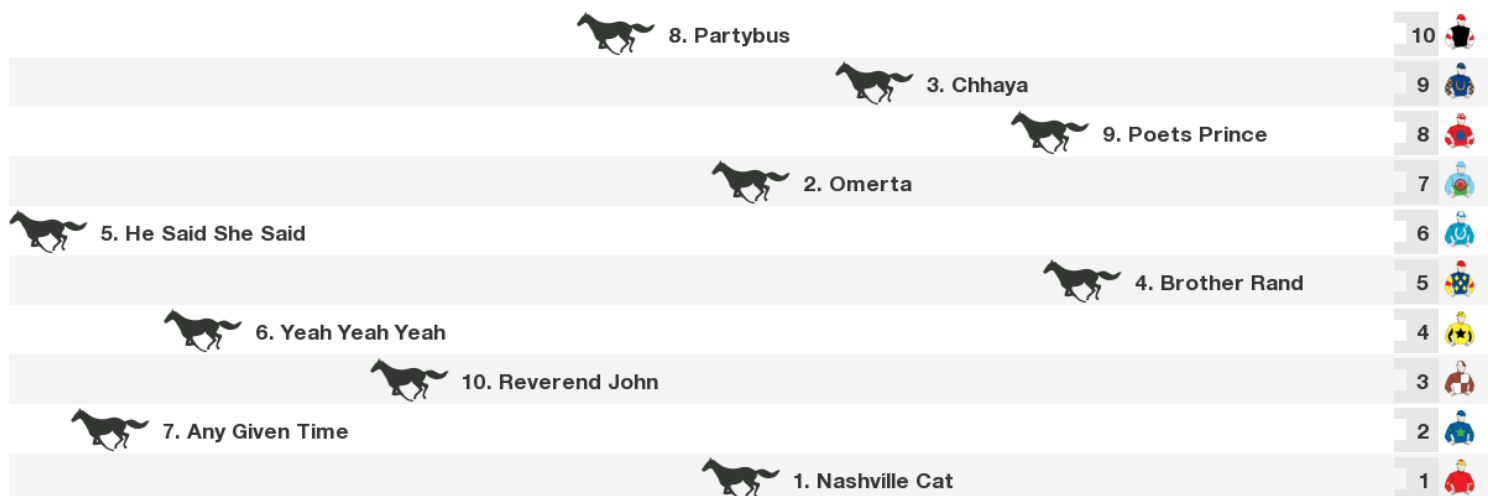 8. Partybus 10
3. Chhaya 9
9. Poets Prince 8
2. Omerta 7
5. He Said She Said 6
4. Brother Rand 5
6. Yeah Yeah Yeah 4
10. Reverend John 3
7. Any Given Time 2
1. Nashville Cat 1